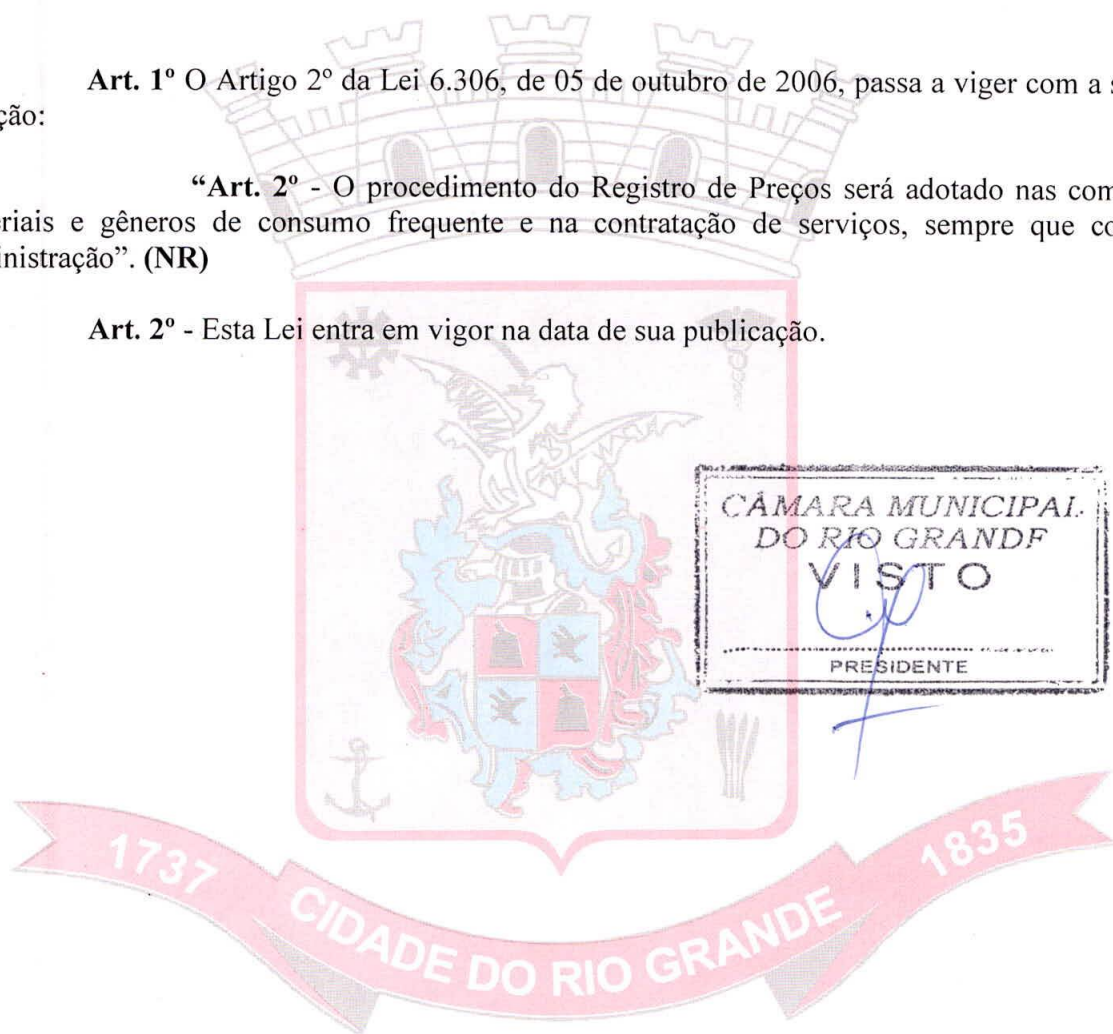 Art. 1º O Artigo 2º da Lei 6.306, de 05 de outubro de 2006, passa a viger com a
ção:
“Art. 2º - O procedimento do Registro de Preços será adotado nas com
riais e gêneros de consumo frequente e na contratação de serviços, sempre que co
inistração”. (NR)
Art. 2º - Esta Lei entra em vigor na data de sua publicação.
CÂMARA MUNICIPAL
DO RIO GRANDE
VISTO
PRESIDENTE
1737 CIDADE DO RIO GRANDE 1835